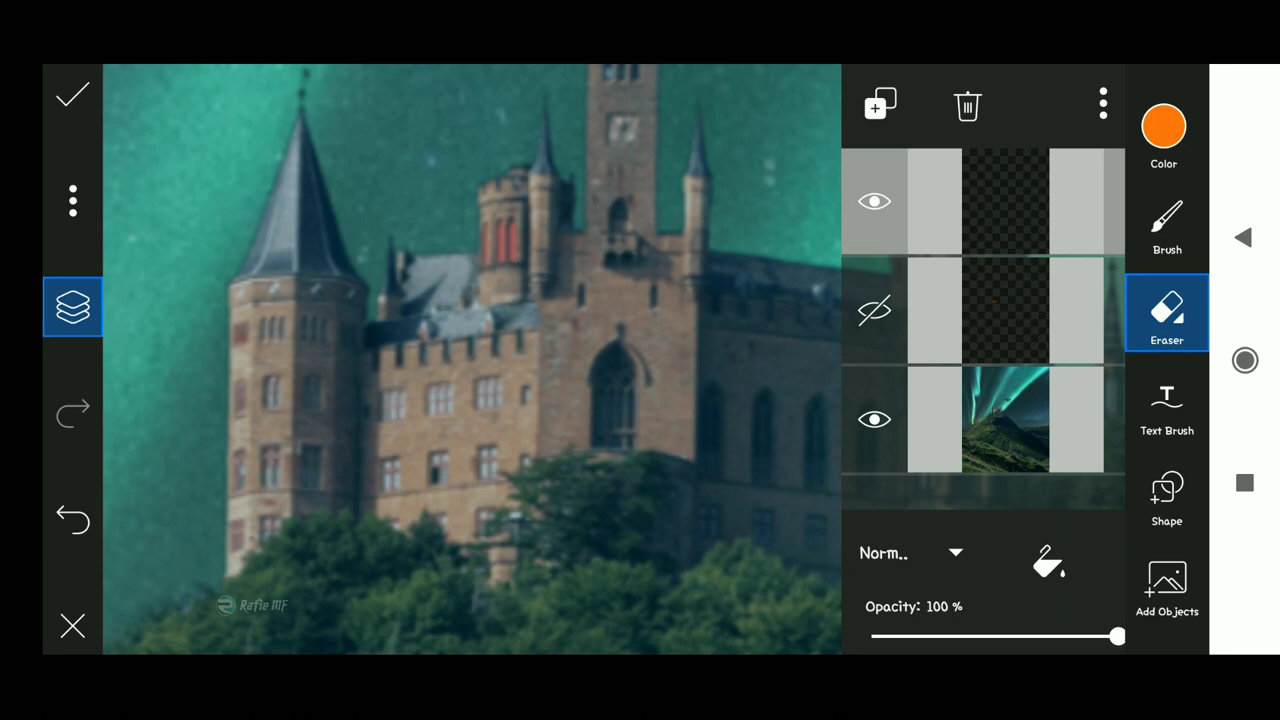 Color
Brush
Eraser
T
Text Brush
Shape
Add Objects
Norm..
Opacity: 100 %
Rafie MF